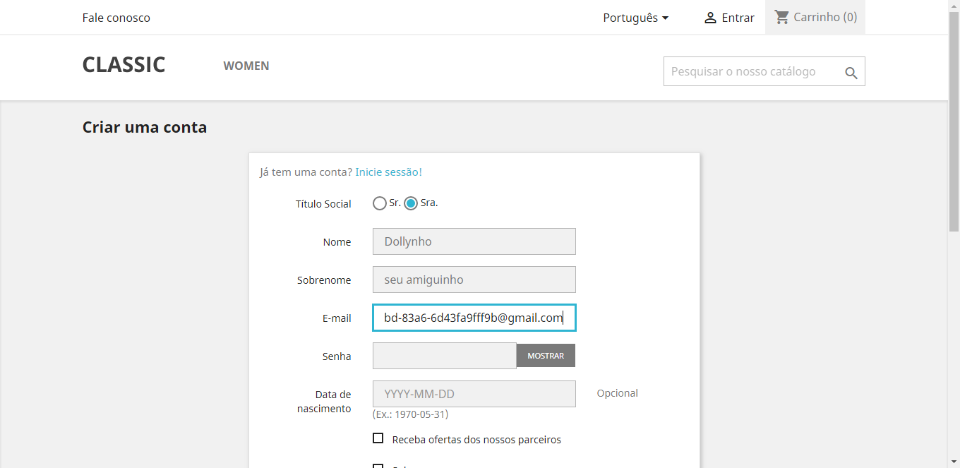 Fale conosco
Português
Entrar
Carrinho (0)
CLASSIC
WOMEN
Pesquisar o nosso catálogo
Criar uma conta
Já tem uma conta? Inicie sessão!
Título Social
Sr.
Sra.
Nome
Dollynho
Sobrenome
seu amiguinho
E-mail
bd-83a6-6d43fa9fff9b@gmail.com
Senha
MOSTRAR
Data de
nascimento
YYYY-MM-DD
Opcional
(Ex.: 1970-05-31)
Receba ofertas dos nossos parceiros